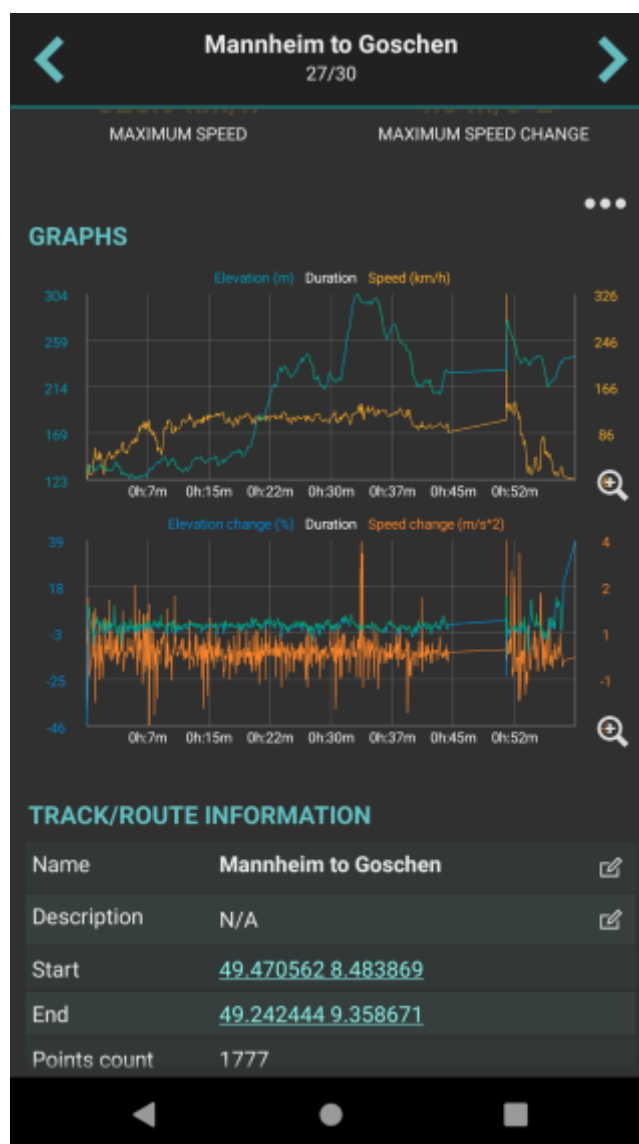 Mannheim to Goschen
27/30
MAXIMUM SPEED MAXIMUM SPEED CHANGE
GRAPHS
Elevation (m) Duration Speed (km/h)
304 326
259 246
214 166
169 86
123
0h:7m 0h:15m 0h:22m 0h:30m 0h:37m 0h:45m 0h:52m
Elevation change (%) Duration Speed change (m/s^2)
39 4
18 2
-3 1
-25 -1
-46
0h:7m 0h:15m 0h:22m 0h:30m 0h:37m 0h:45m 0h:52m
TRACK/ROUTE INFORMATION
Name Mannheim to Goschen
Description N/A
Start 49.470562 8.483869
End 49.242444 9.358671
Points count 1777